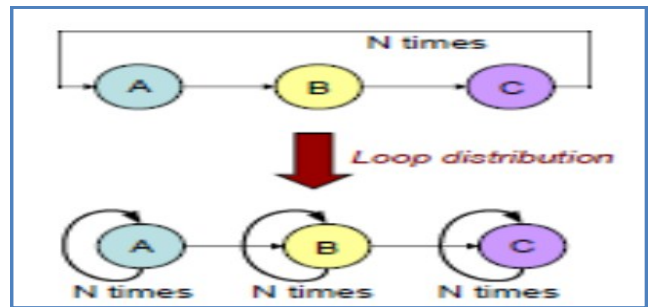 N times
A B C
Loop distribution
A B C
N times N times N times